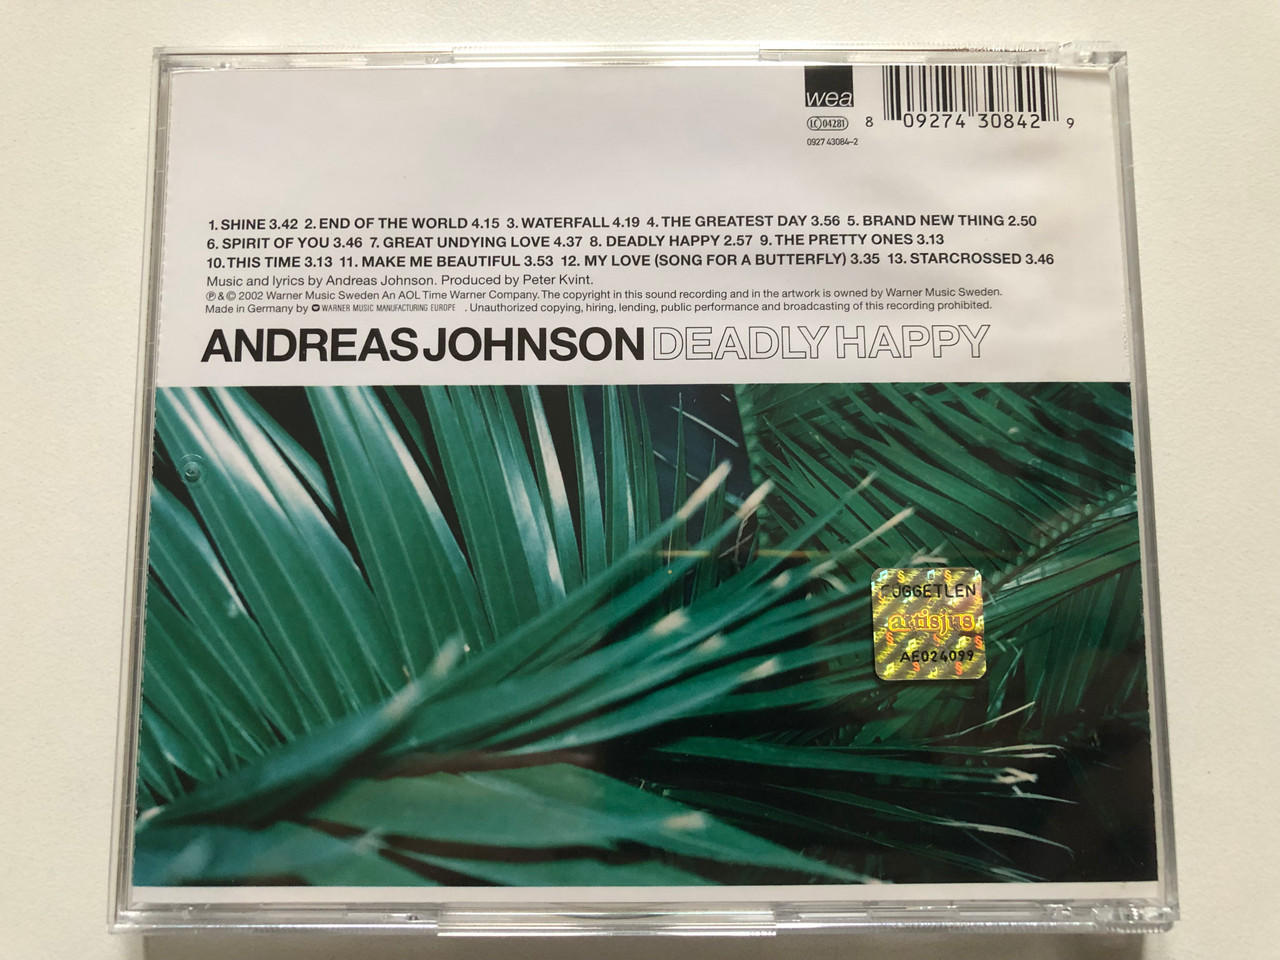 wea
LC 04281
0927 43084-2
8 09274 30842 9
1. SHINE 3.42 2. END OF THE WORLD 4.15 3. WATERFALL 4.19 4. THE GREATEST DAY 3.56 5. BRAND NEW THING 2.50
6. SPIRIT OF YOU 3.46 7. GREAT UNDYING LOVE 4.37 8. DEADLY HAPPY 2.57 9. THE PRETTY ONES 3.13
10. THIS TIME 3.13 11. MAKE ME BEAUTIFUL 3.53 12. MY LOVE (SONG FOR A BUTTERFLY) 3.35 13. STARCROSSED 3.46
Music and lyrics by Andreas Johnson. Produced by Peter Kvint.
℗ & © 2002 Warner Music Sweden An AOL Time Warner Company. The copyright in this sound recording and in the artwork is owned by Warner Music Sweden.
Made in Germany by WARNER MUSIC MANUFACTURING EUROPE . Unauthorized copying, hiring, lending, public performance and broadcasting of this recording prohibited.
ANDREAS JOHNSON DEADLY HAPPY
artisjus
AE024099